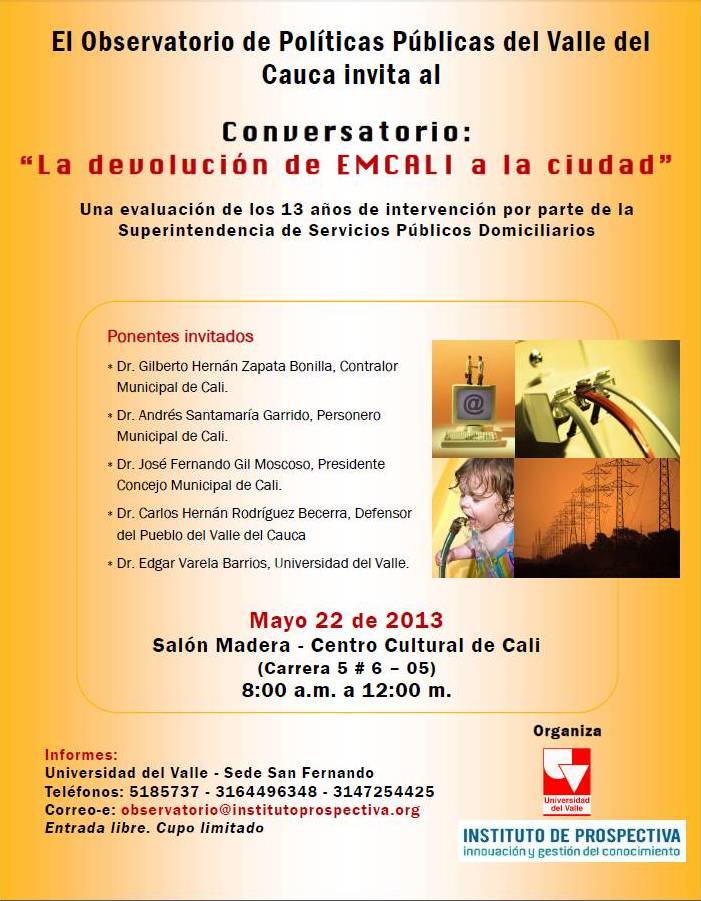 El Observatorio de Políticas Públicas del Valle del
Cauca invita al
Conversatorio:
“La devolución de EMCALI a la ciudad”
Una evaluación de los 13 años de intervención por parte de la
Superintendencia de Servicios Públicos Domiciliarios
Ponentes invitados
* Dr. Gilberto Hernán Zapata Bonilla, Contralor
Municipal de Cali.
* Dr. Andrés Santamaría Garrido, Personero
Municipal de Cali.
* Dr. José Fernando Gil Moscoso, Presidente
Concejo Municipal de Cali.
* Dr. Carlos Hernán Rodríguez Becerra, Defensor
del Pueblo del Valle del Cauca
* Dr. Edgar Varela Barrios, Universidad del Valle.
@
Mayo 22 de 2013
Salón Madera - Centro Cultural de Cali
(Carrera 5 # 6 – 05)
8:00 a.m. a 12:00 m.
Informes:
Universidad del Valle - Sede San Fernando
Teléfonos: 5185737 - 3164496348 - 3147254425
Correo-e: observatorio@institutoprospectiva.org
Entrada libre. Cupo limitado
Organiza
Universidad
del Valle
INSTITUTO DE PROSPECTIVA
innovación y gestión del conocimiento